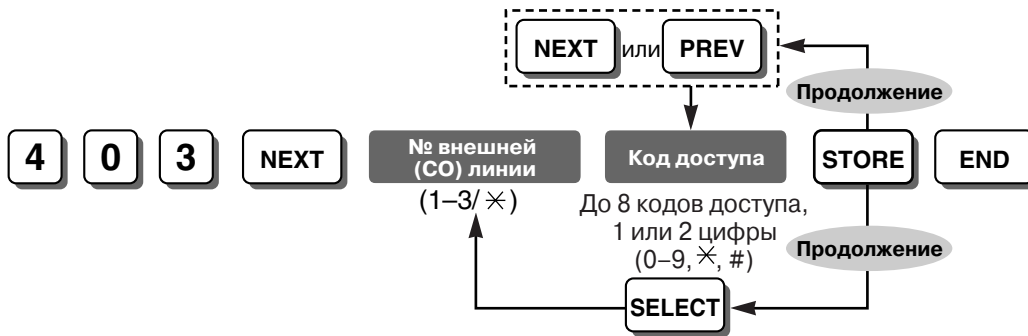 NEXT или PREV
Продолжение
4 0 3 NEXT № внешней (CO) линии Код доступа STORE END
(1–3/ ✳)
До 8 кодов доступа,
1 или 2 цифры
(0–9, ✳, #)
Продолжение
SELECT